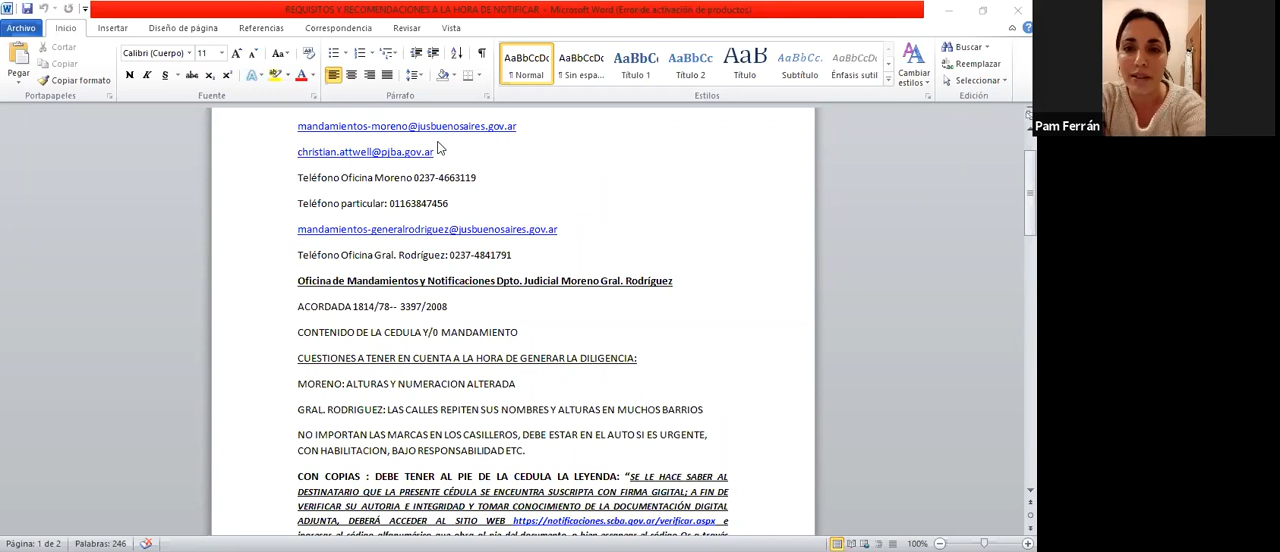 REQUISITOS Y RECOMENDACIONES A LA HORA DE NOTIFICAR - Microsoft Word (Error de activación de productos)
Archivo Inicio Insertar Diseño de página Referencias Correspondencia Revisar Vista
Pegar
Cortar
Copiar
Copiar formato
Portapapeles
Calibri (Cuerpo) 11
N K S abc x₂ x²
Fuente
Párrafo
AaBbCcDc
¶ Normal
AaBbCcDc
¶ Sin espa...
AaBbC(
Título 1
AaBbCc
Título 2
AaB
Título
AaBbCc.
Subtítulo
AaBbCcDc
Énfasis sutil
Cambiar
estilos
Estilos
Buscar
Reemplazar
Seleccionar
Edición
Pam Ferrán
mandamientos-moreno@jusbuenosaires.gov.ar
christian.attwell@pjba.gov.ar
Teléfono Oficina Moreno 0237-4663119
Teléfono particular: 01163847456
mandamientos-generalrodriguez@jusbuenosaires.gov.ar
Teléfono Oficina Gral. Rodríguez: 0237-4841791
Oficina de Mandamientos y Notificaciones Dpto. Judicial Moreno Gral. Rodríguez
ACORDADA 1814/78-- 3397/2008
CONTENIDO DE LA CEDULA Y/0 MANDAMIENTO
CUESTIONES A TENER EN CUENTA A LA HORA DE GENERAR LA DILIGENCIA:
MORENO: ALTURAS Y NUMERACION ALTERADA
GRAL. RODRIGUEZ: LAS CALLES REPITEN SUS NOMBRES Y ALTURAS EN MUCHOS BARRIOS
NO IMPORTAN LAS MARCAS EN LOS CASILLEROS, DEBE ESTAR EN EL AUTO SI ES URGENTE,
CON HABILITACION, BAJO RESPONSABILIDAD ETC.
CON COPIAS : DEBE TENER AL PIE DE LA CEDULA LA LEYENDA: “SE LE HACE SABER AL
DESTINATARIO QUE LA PRESENTE CÉDULA SE ENCEUNTRA SUSCRIPTA CON FIRMA GIGITAL; A FIN DE
VERIFICAR SU AUTORIA E INTEGRIDAD Y TOMAR CONOCIMIENTO DE LA DOCUMENTACIÓN DIGITAL
ADJUNTA, DEBERÁ ACCEDER AL SITIO WEB https://notificaciones.scba.gov.ar/verificar.aspx e
Página: 1 de 2 Palabras: 246 100%